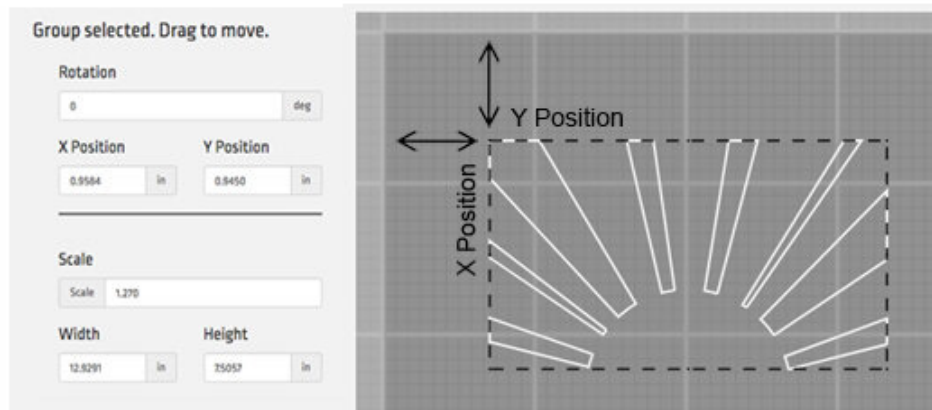 Group selected. Drag to move.
Rotation
0 deg
X Position Y Position
0.9584 in 0.9450 in
Scale
Scale 1.270
Width Height
12.9291 in 7.5057 in
Y Position
X Position